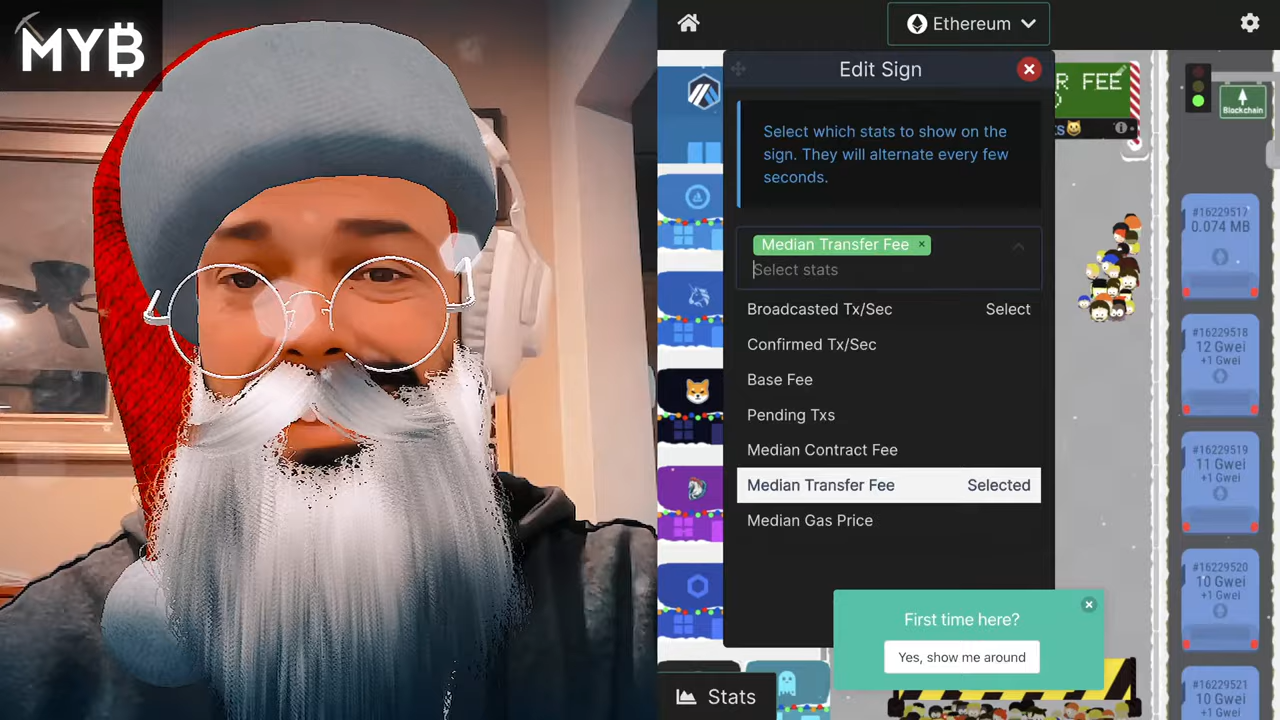 MYB
Ethereum
Edit Sign
R FEE
Blockchain
Select which stats to show on the
sign. They will alternate every few
seconds.
Median Transfer Fee ×
Select stats
Broadcasted Tx/Sec Select
Confirmed Tx/Sec
Base Fee
Pending Txs
Median Contract Fee
Median Transfer Fee Selected
Median Gas Price
First time here?
Yes, show me around
Stats
#16229517
0.074 MB
#16229518
12 Gwei
+1 Gwei
#16229519
11 Gwei
+1 Gwei
#16229520
10 Gwei
+1 Gwei
#16229521
10 Gwei
+1 Gwei